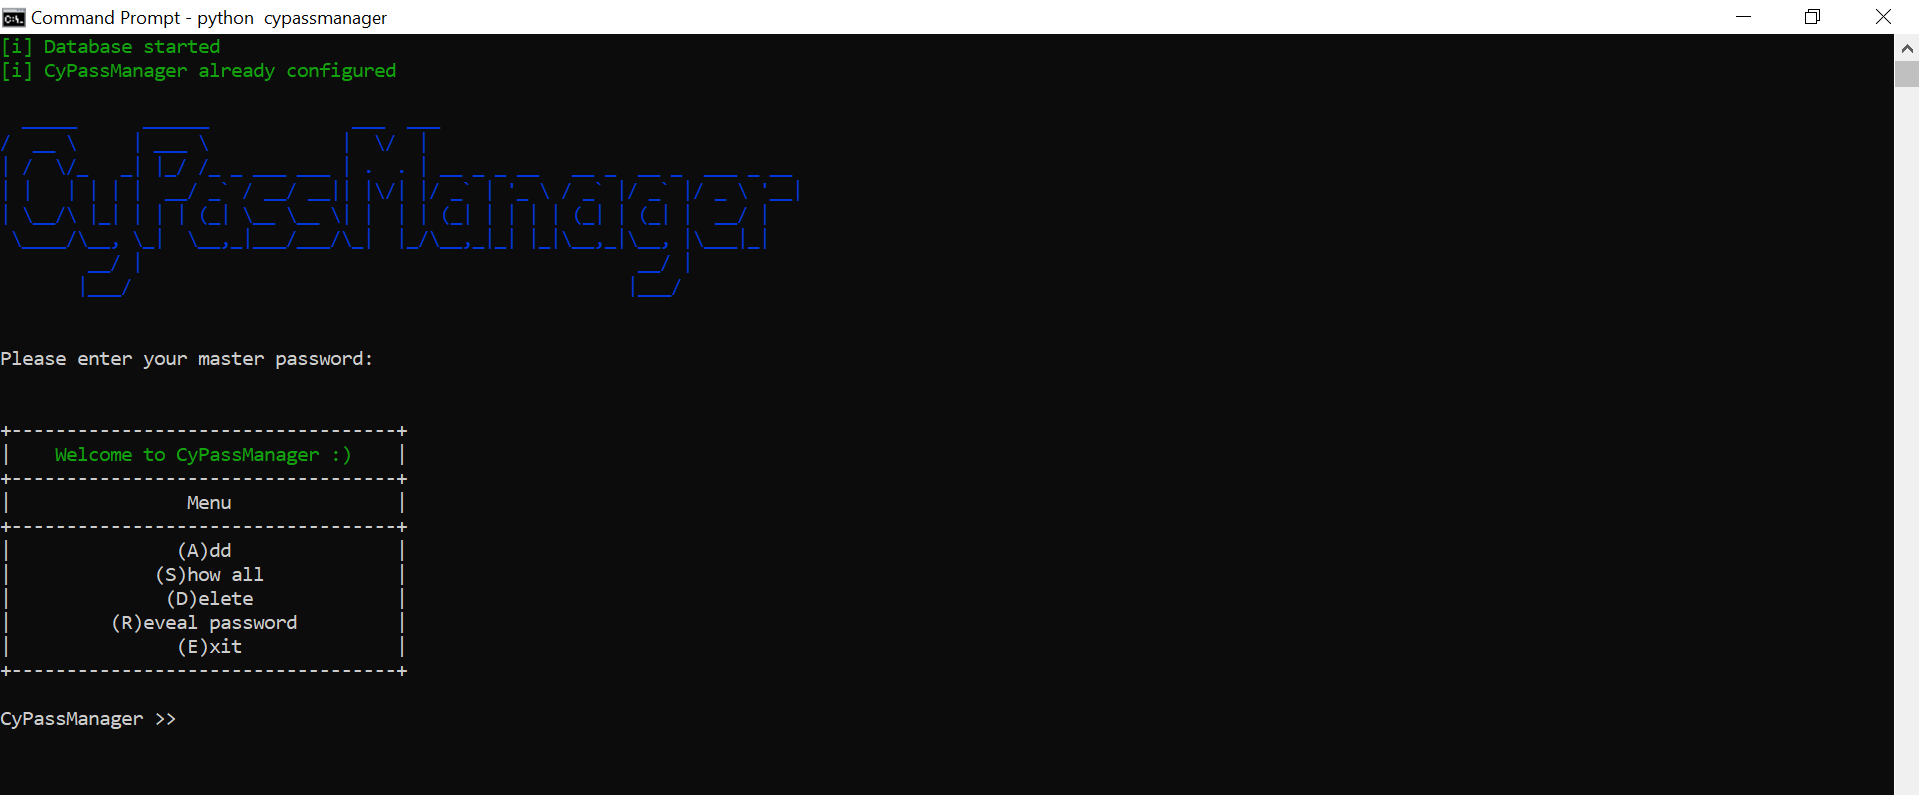 Command Prompt - python  cypassmanager
[i] Database started
[i] CyPassManager already configured
CyPassManager
Please enter your master password:
Welcome to CyPassManager :)
Menu
(A)dd
(S)how all
(D)elete
(R)eveal password
(E)xit
CyPassManager >>